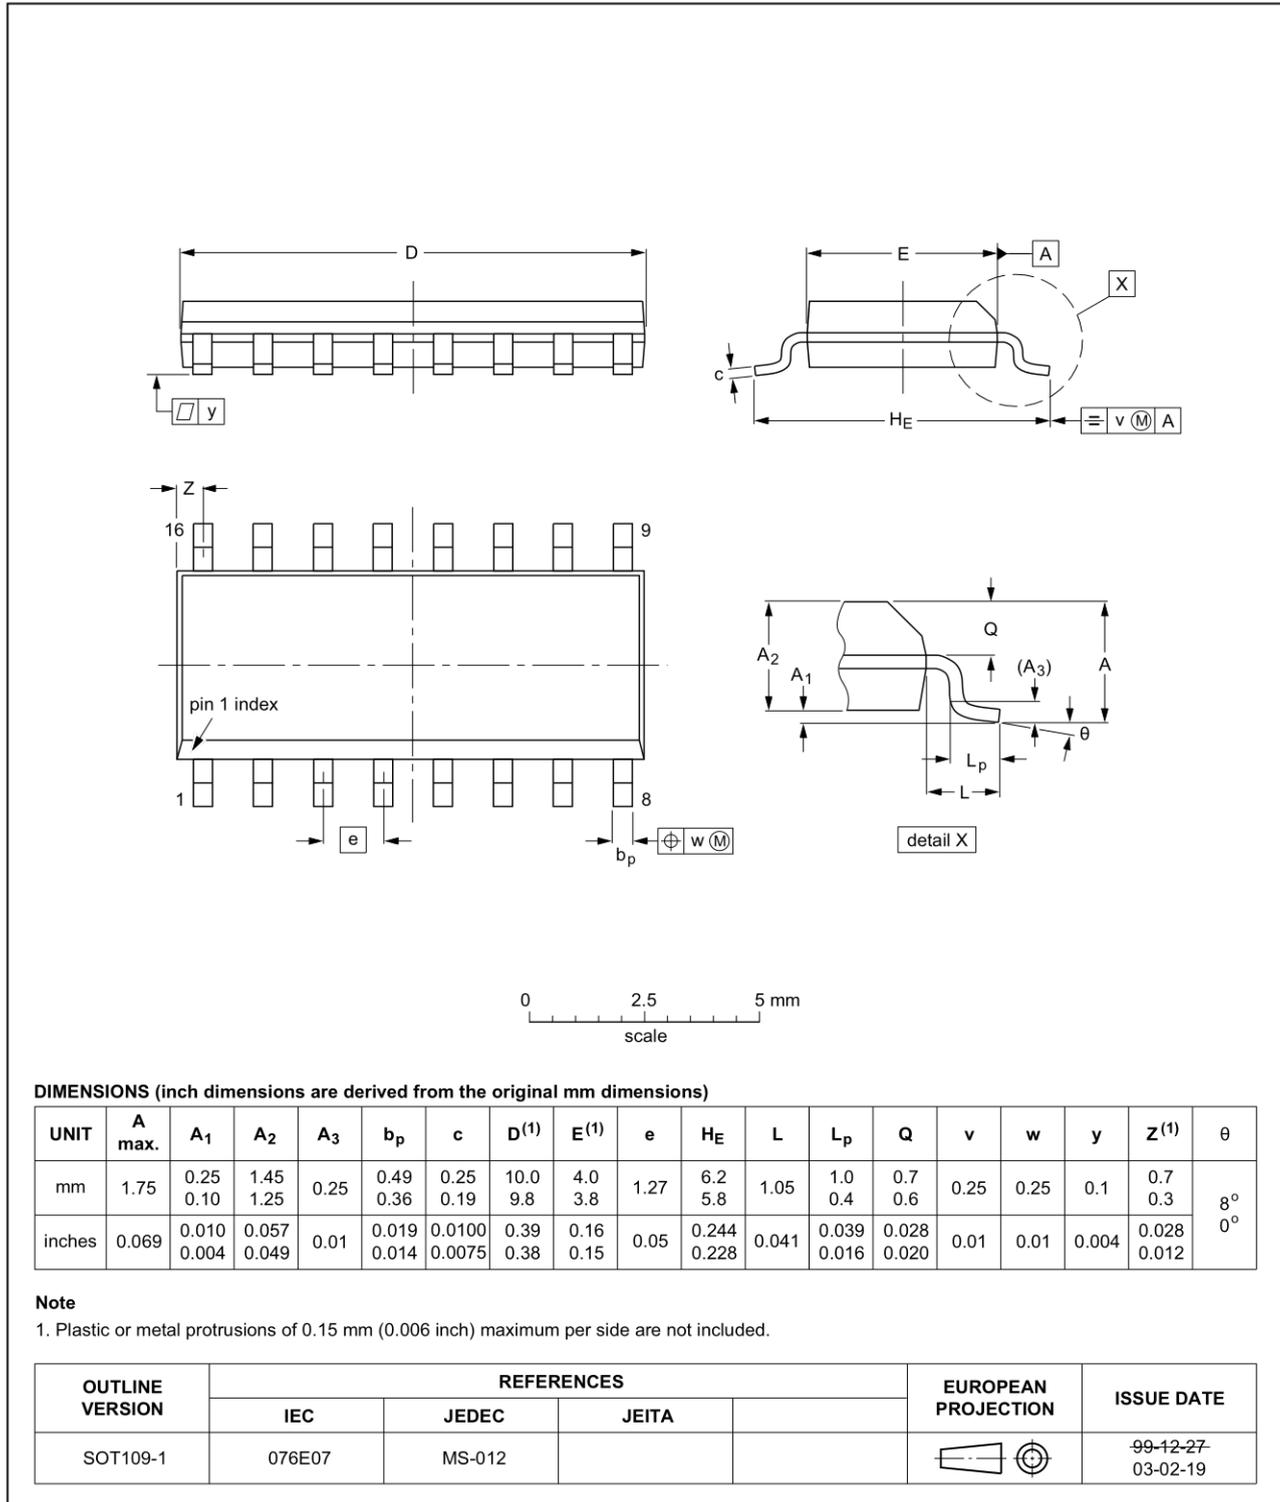 D
E
A
X
c
y
HE
v M A
Z
16
9
pin 1 index
1
8
e
bp
w M
A2
A1
Q
(A3)
A
θ
Lp
L
detail X
0 2.5 5 mm
scale
DIMENSIONS (inch dimensions are derived from the original mm dimensions)
UNIT A max. A1 A2 A3 bp c D(1) E(1) e HE L Lp Q v w y Z(1) θ
mm 1.75 0.25 0.10 1.45 1.25 0.25 0.49 0.36 0.25 0.19 10.0 9.8 4.0 3.8 1.27 6.2 5.8 1.05 1.0 0.4 0.7 0.6 0.25 0.25 0.1 0.7 0.3 8° 0°
inches 0.069 0.010 0.004 0.057 0.049 0.01 0.019 0.014 0.0100 0.0075 0.39 0.38 0.16 0.15 0.05 0.244 0.228 0.041 0.039 0.016 0.028 0.020 0.01 0.01 0.004 0.028 0.012
Note
1. Plastic or metal protrusions of 0.15 mm (0.006 inch) maximum per side are not included.
OUTLINE VERSION REFERENCES EUROPEAN PROJECTION ISSUE DATE
IEC JEDEC JEITA
SOT109-1 076E07 MS-012 99-12-27
03-02-19